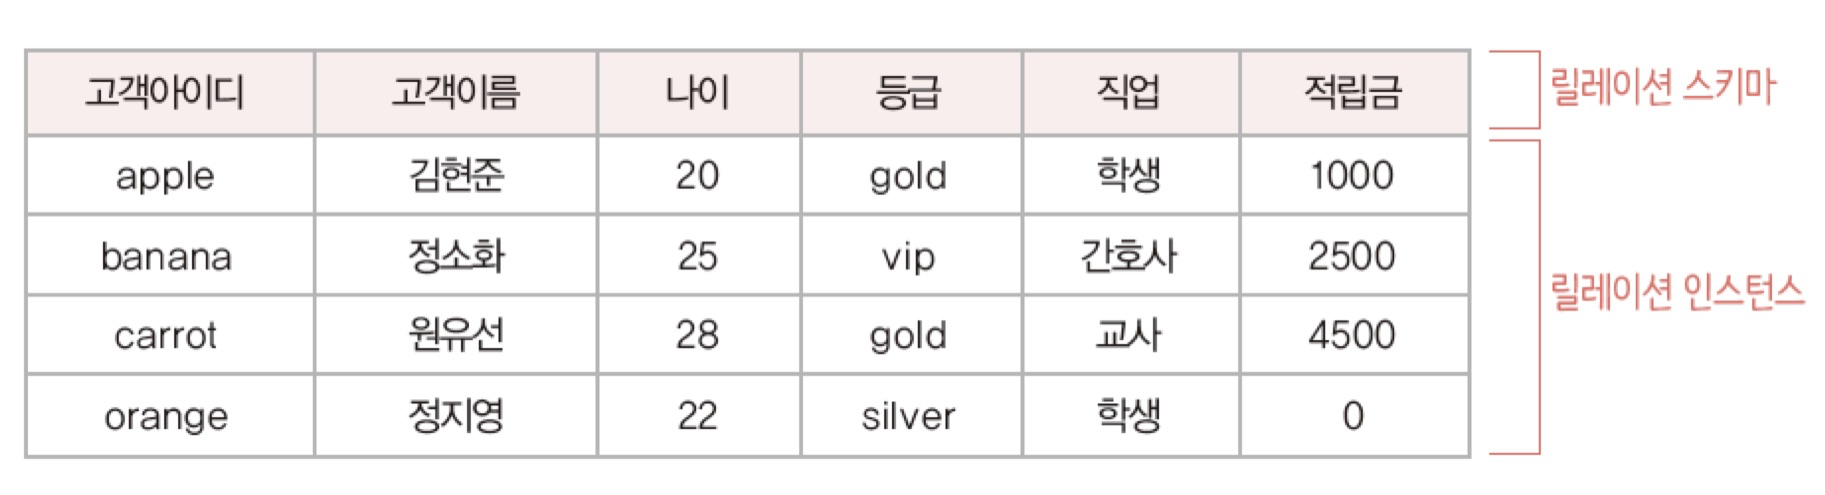 고객아이디 고객이름 나이 등급 직업 적립금 릴레이션 스키마
apple 김현준 20 gold 학생 1000
banana 정소화 25 vip 간호사 2500
릴레이션 인스턴스
carrot 원유선 28 gold 교사 4500
orange 정지영 22 silver 학생 0